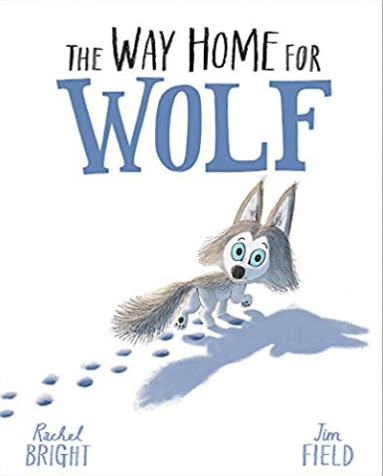 THE WAY HOME FOR
WOLF
Rachel
BRIGHT
Jim
FIELD